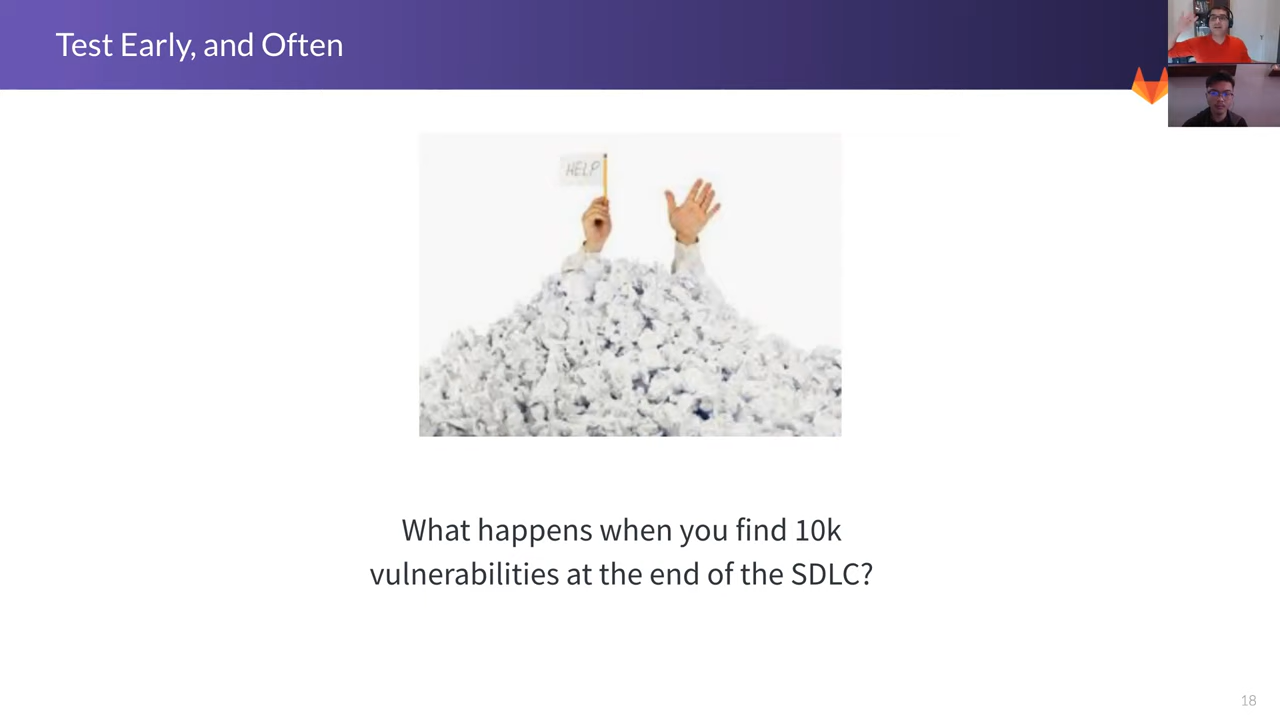 Test Early, and Often
HELP
What happens when you find 10k
vulnerabilities at the end of the SDLC?
18